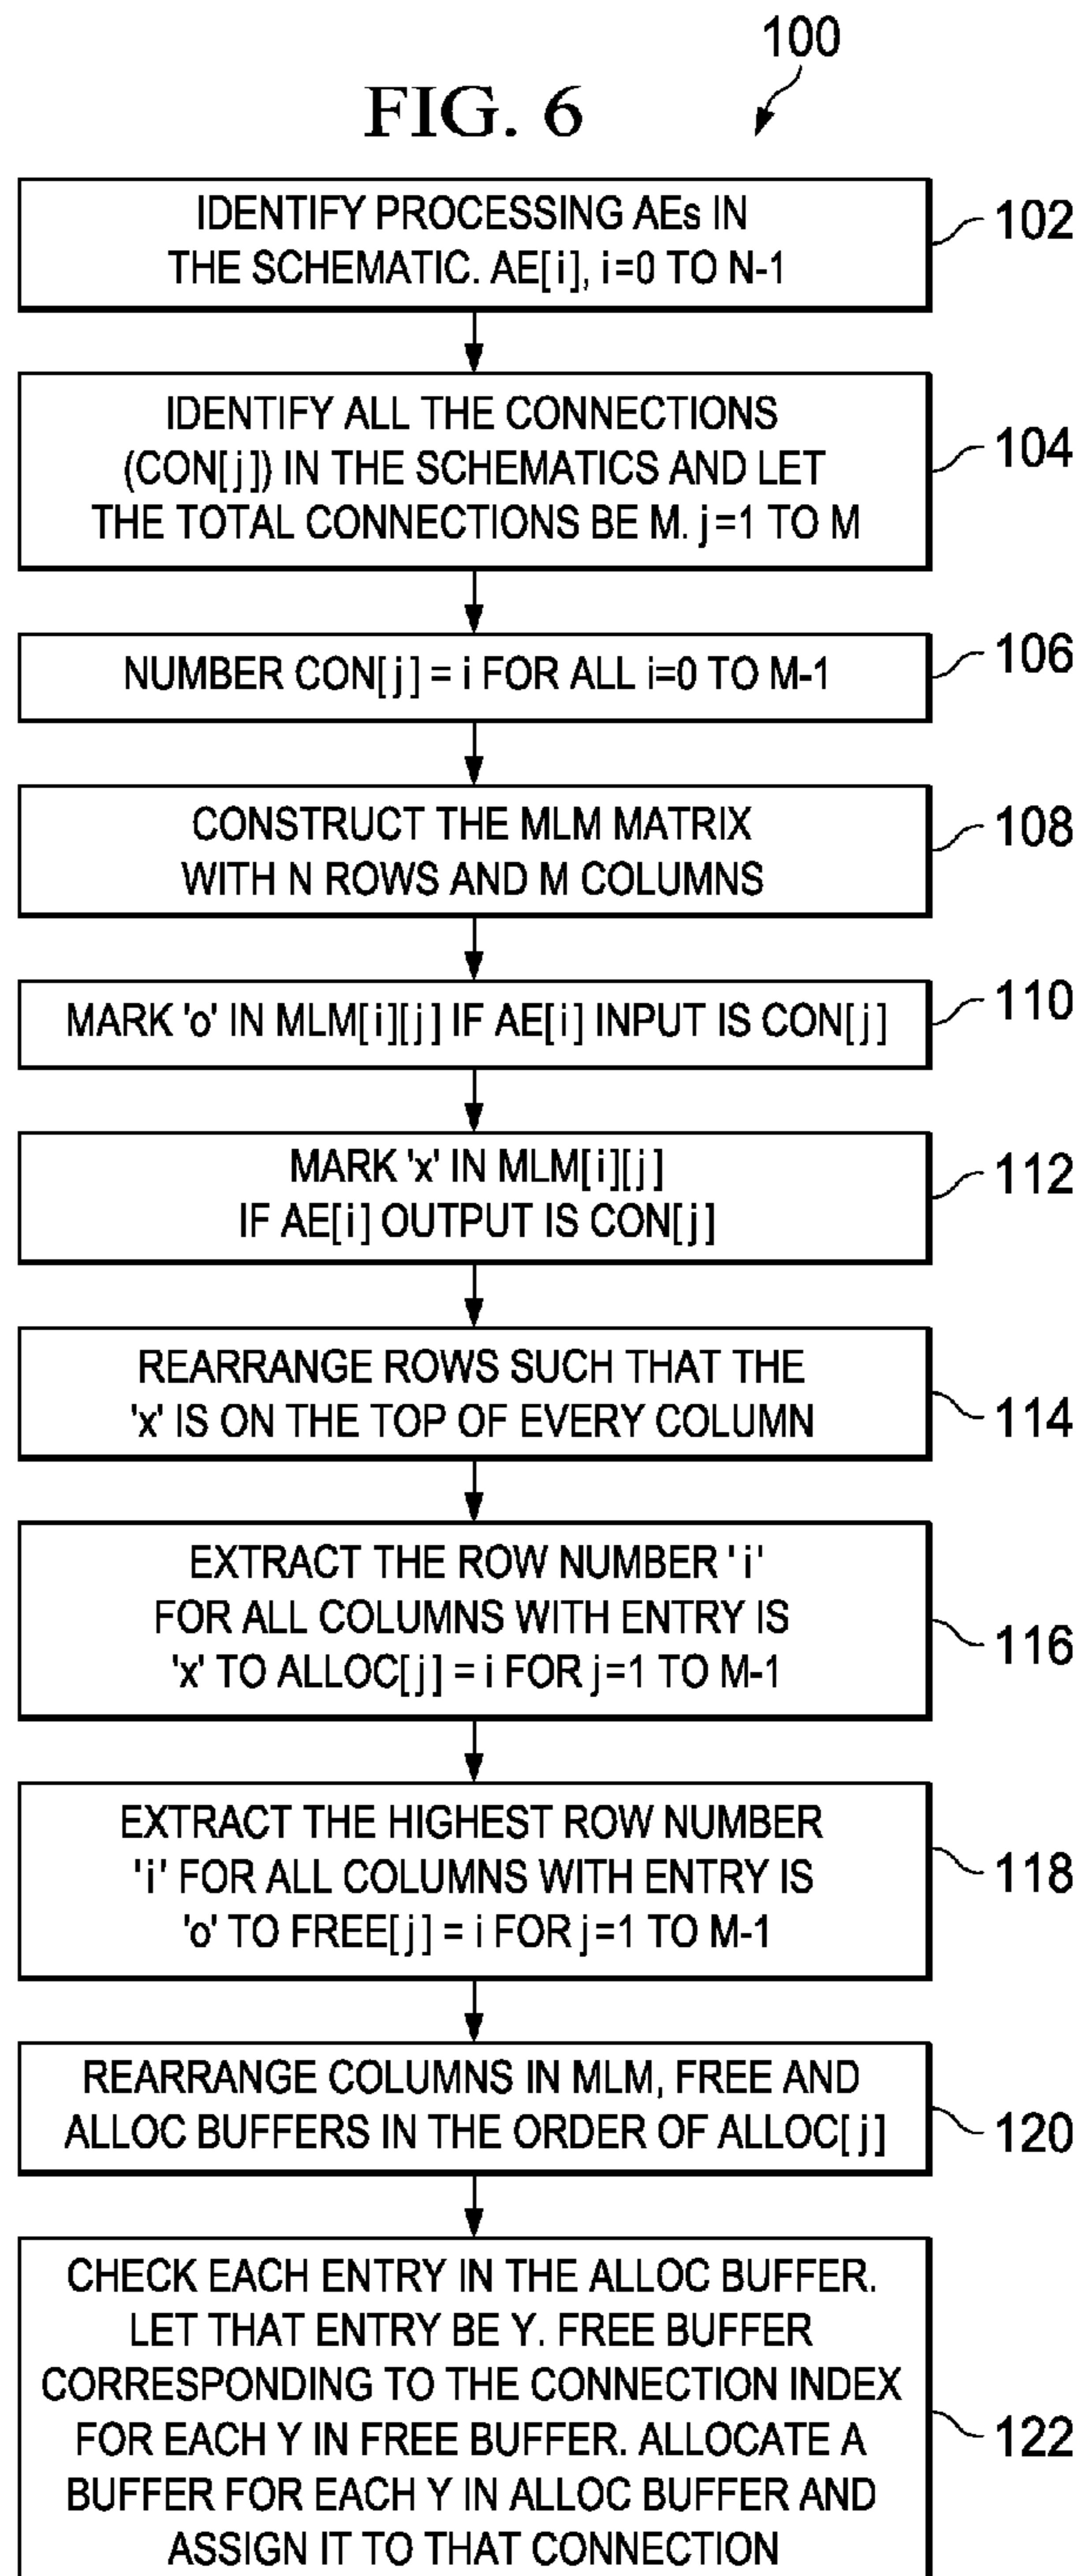 100
FIG. 6
IDENTIFY PROCESSING AEs IN
THE SCHEMATIC. AE[i], i=0 TO N-1
102
IDENTIFY ALL THE CONNECTIONS
(CON[j]) IN THE SCHEMATICS AND LET
THE TOTAL CONNECTIONS BE M. j=1 TO M
104
NUMBER CON[j] = i FOR ALL i=0 TO M-1
106
CONSTRUCT THE MLM MATRIX
WITH N ROWS AND M COLUMNS
108
MARK 'o' IN MLM[i][j] IF AE[i] INPUT IS CON[j]
110
MARK 'x' IN MLM[i][j]
IF AE[i] OUTPUT IS CON[j]
112
REARRANGE ROWS SUCH THAT THE
'x' IS ON THE TOP OF EVERY COLUMN
114
EXTRACT THE ROW NUMBER 'i'
FOR ALL COLUMNS WITH ENTRY IS
'x' TO ALLOC[j] = i FOR j=1 TO M-1
116
EXTRACT THE HIGHEST ROW NUMBER
'i' FOR ALL COLUMNS WITH ENTRY IS
'o' TO FREE[j] = i FOR j=1 TO M-1
118
REARRANGE COLUMNS IN MLM, FREE AND
ALLOC BUFFERS IN THE ORDER OF ALLOC[j]
120
CHECK EACH ENTRY IN THE ALLOC BUFFER.
LET THAT ENTRY BE Y. FREE BUFFER
CORRESPONDING TO THE CONNECTION INDEX
FOR EACH Y IN FREE BUFFER. ALLOCATE A
BUFFER FOR EACH Y IN ALLOC BUFFER AND
ASSIGN IT TO THAT CONNECTION
122